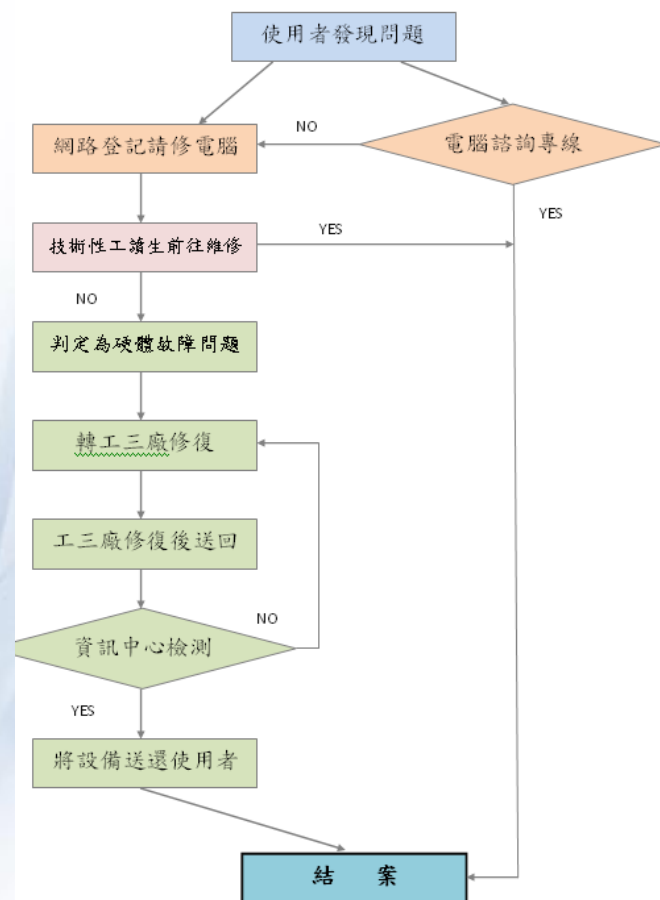 使用者發現問題
網路登記請修電腦
NO
電腦諮詢專線
YES
技術性工讀生前往維修
YES
NO
判定為硬體故障問題
轉工三廠修復
工三廠修復後送回
NO
資訊中心檢測
YES
將設備送還使用者
結 案